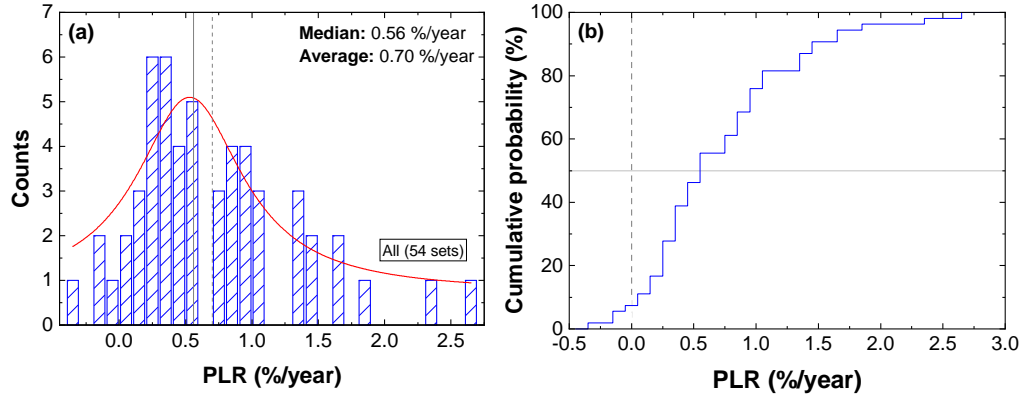 (a)
Median: 0.56 %/year
Average: 0.70 %/year
7
6
5
4
3
2
1
0
Counts
All (54 sets)
0.0 0.5 1.0 1.5 2.0 2.5
PLR (%/year)
(b)
100
80
60
40
20
0
Cumulative probability (%)
-0.5 0.0 0.5 1.0 1.5 2.0 2.5 3.0
PLR (%/year)